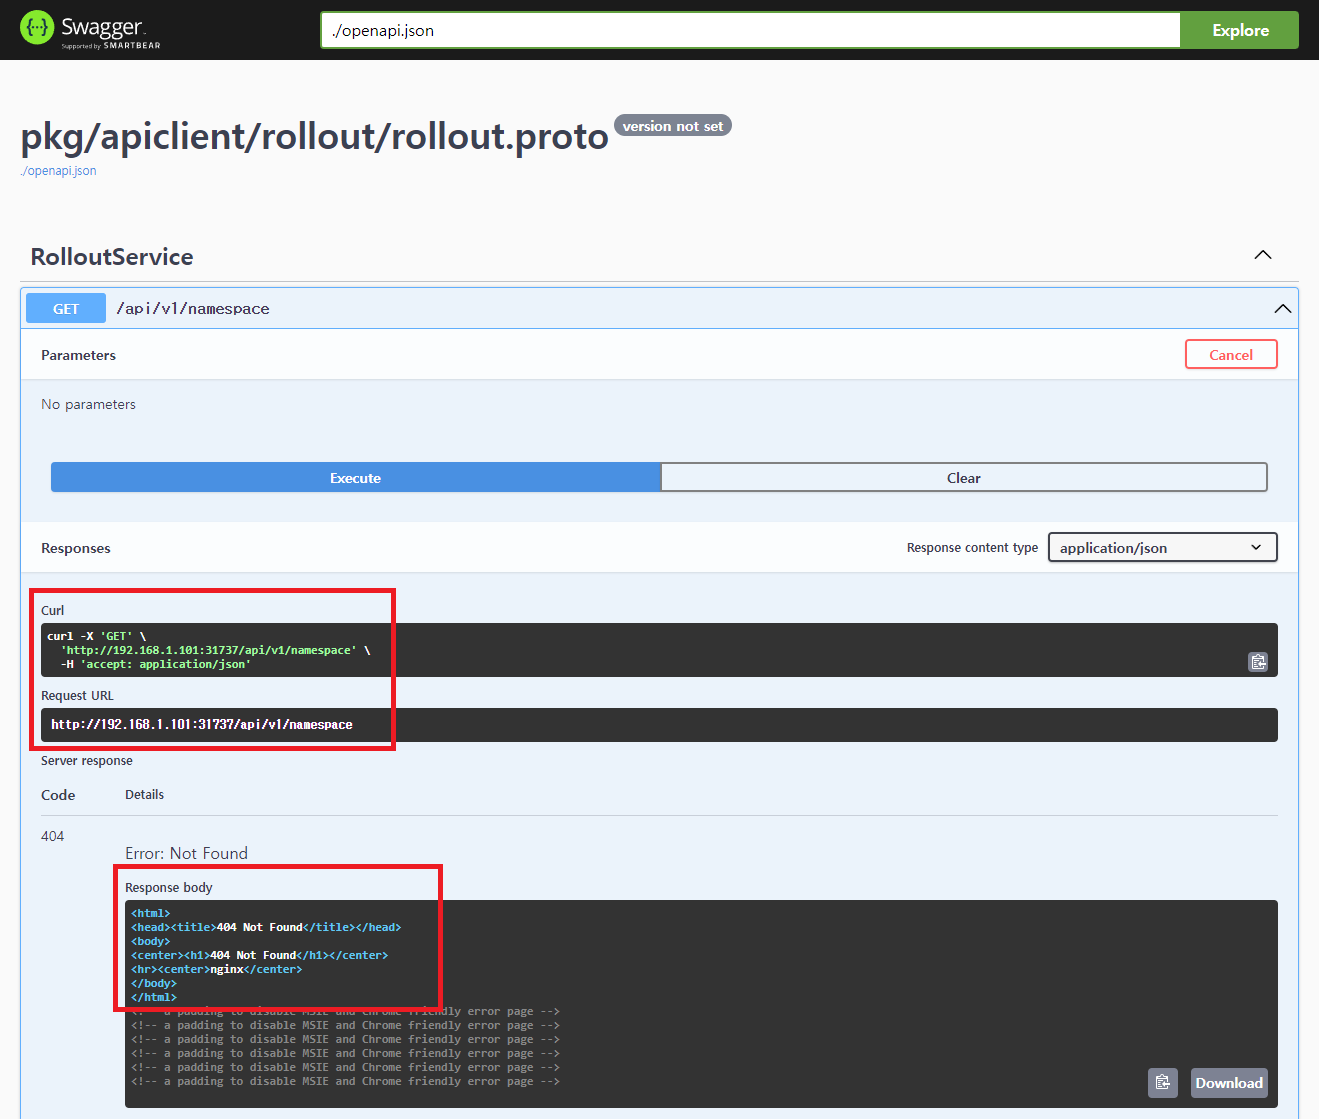 Swagger
Supported by SMARTBEAR
./openapi.json
Explore
pkg/apiclient/rollout/rollout.proto
version not set
./openapi.json
RolloutService
GET
/api/v1/namespace
Parameters
Cancel
No parameters
Execute
Clear
Responses
Response content type
application/json
Curl
curl -X 'GET' \
'http://192.168.1.101:31737/api/v1/namespace' \
-H 'accept: application/json'
Request URL
http://192.168.1.101:31737/api/v1/namespace
Server response
Code
Details
404
Error: Not Found
Response body
<html>
<head><title>404 Not Found</title></head>
<body>
<center><h1>404 Not Found</h1></center>
<hr><center>nginx</center>
</body>
</html>
<!-- a padding to disable MSIE and Chrome friendly error page -->
<!-- a padding to disable MSIE and Chrome friendly error page -->
<!-- a padding to disable MSIE and Chrome friendly error page -->
<!-- a padding to disable MSIE and Chrome friendly error page -->
<!-- a padding to disable MSIE and Chrome friendly error page -->
<!-- a padding to disable MSIE and Chrome friendly error page -->
Download